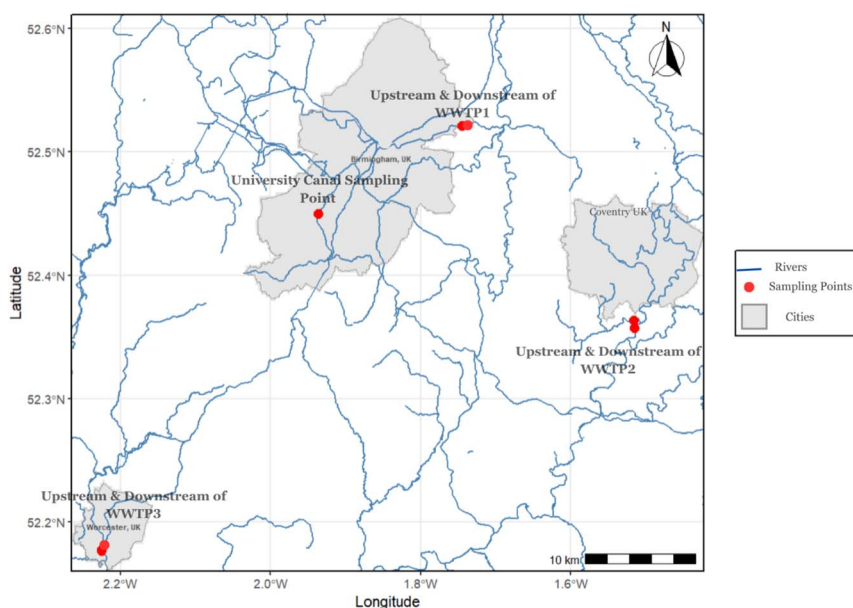 52.6°N
52.5°N
52.4°N
52.3°N
52.2°N
Latitude
N
Upstream & Downstream of
WWTP1
Birmingham, UK
University Canal Sampling
Point
Coventry UK
Upstream & Downstream of
WWTP2
Upstream & Downstream of
WWTP3
Worcester, UK
10 km
2.2°W
2.0°W
1.8°W
1.6°W
Longitude
Rivers
Sampling Points
Cities